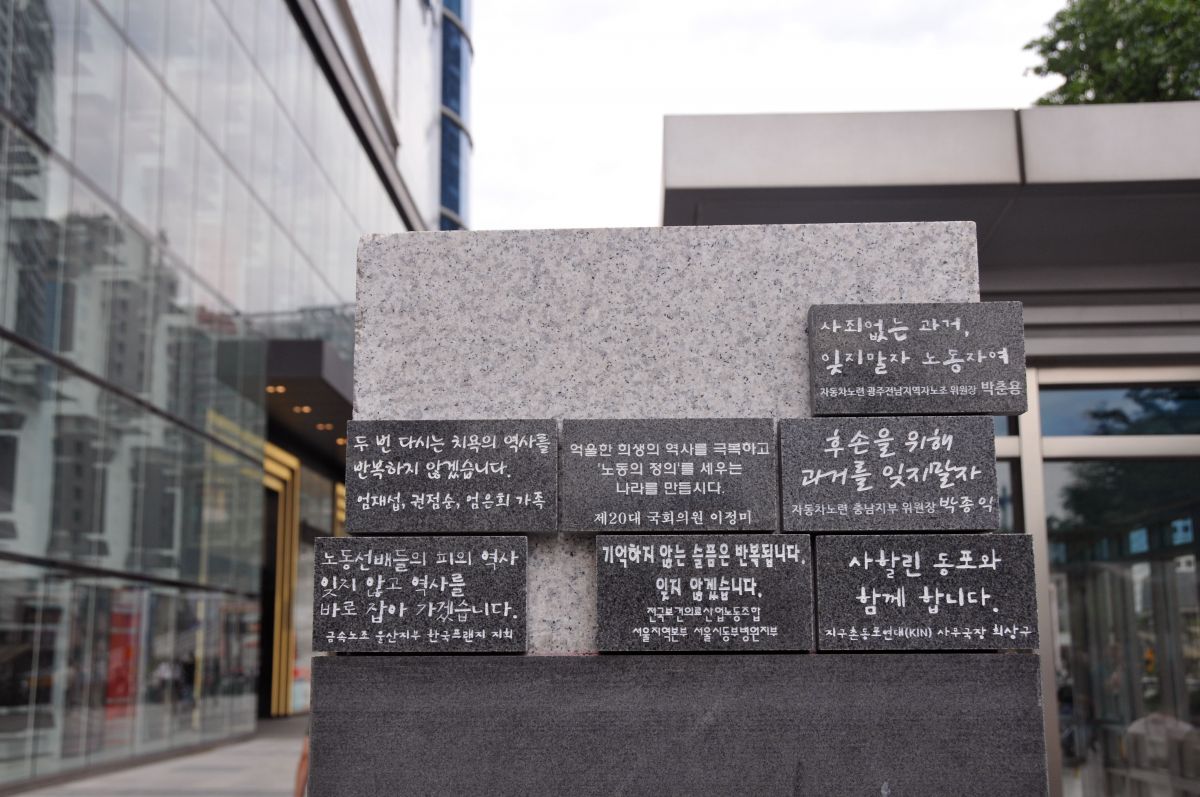 사죄없는 과거,
잊지말자 노동자여
자동차노련 광주전남지역자노조 위원장 박춘용
두 번 다시는 치욕의 역사를
반복하지 않겠습니다.
엄재섭, 권점순, 엄은희 가족
억울한 희생의 역사를 극복하고
'노동의 정의'를 세우는
나라를 만듭시다.
제20대 국회의원 이정미
후손을 위해
과거를 잊지말자
자동차노련 충남지부 위원장 박종익
노동선배들의 피의 역사
잊지 않고 역사를
바로 잡아 가겠습니다.
금속노조 울산지부 한국프랜지 지회
기억하지 않는 슬픔은 반복됩니다.
잊지 않겠습니다.
전국보건의료산업노동조합
서울지역본부 서울시동부병원지부
사할린 동포와
함께 합니다.
지구촌동포연대(KIN) 사무국장 최상구